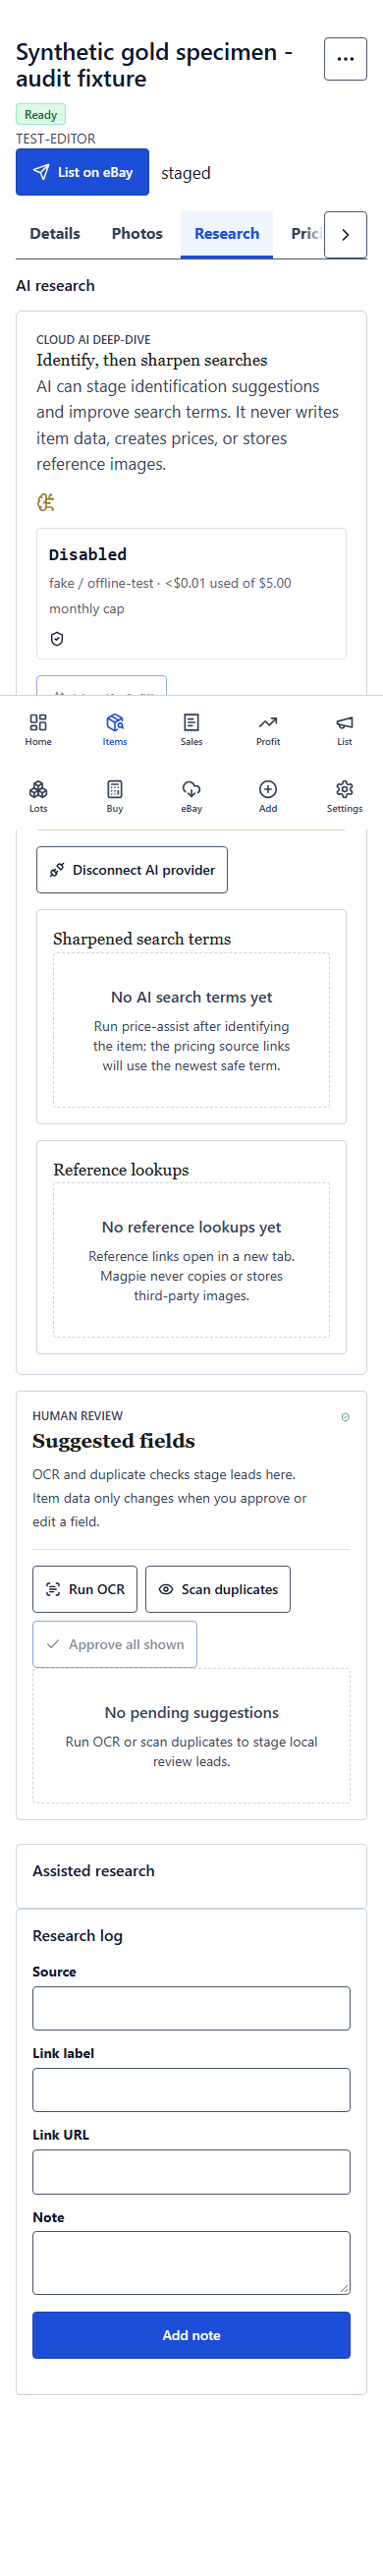 Synthetic gold specimen -
audit fixture
Ready
TEST-EDITOR
List on eBay
staged
Details
Photos
Research
AI research
CLOUD AI DEEP-DIVE
Identify, then sharpen searches
AI can stage identification suggestions
and improve search terms. It never writes
item data, creates prices, or stores
reference images.
Disabled
fake / offline-test · <$0.01 used of $5.00
monthly cap
Home
Items
Sales
Profit
List
Lots
Buy
eBay
Add
Settings
Disconnect AI provider
Sharpened search terms
No AI search terms yet
Run price-assist after identifying
the item; the pricing source links
will use the newest safe term.
Reference lookups
No reference lookups yet
Reference links open in a new tab.
Magpie never copies or stores
third-party images.
HUMAN REVIEW
Suggested fields
OCR and duplicate checks stage leads here.
Item data only changes when you approve or
edit a field.
Run OCR
Scan duplicates
Approve all shown
No pending suggestions
Run OCR or scan duplicates to stage local
review leads.
Assisted research
Research log
Source
Link label
Link URL
Note
Add note